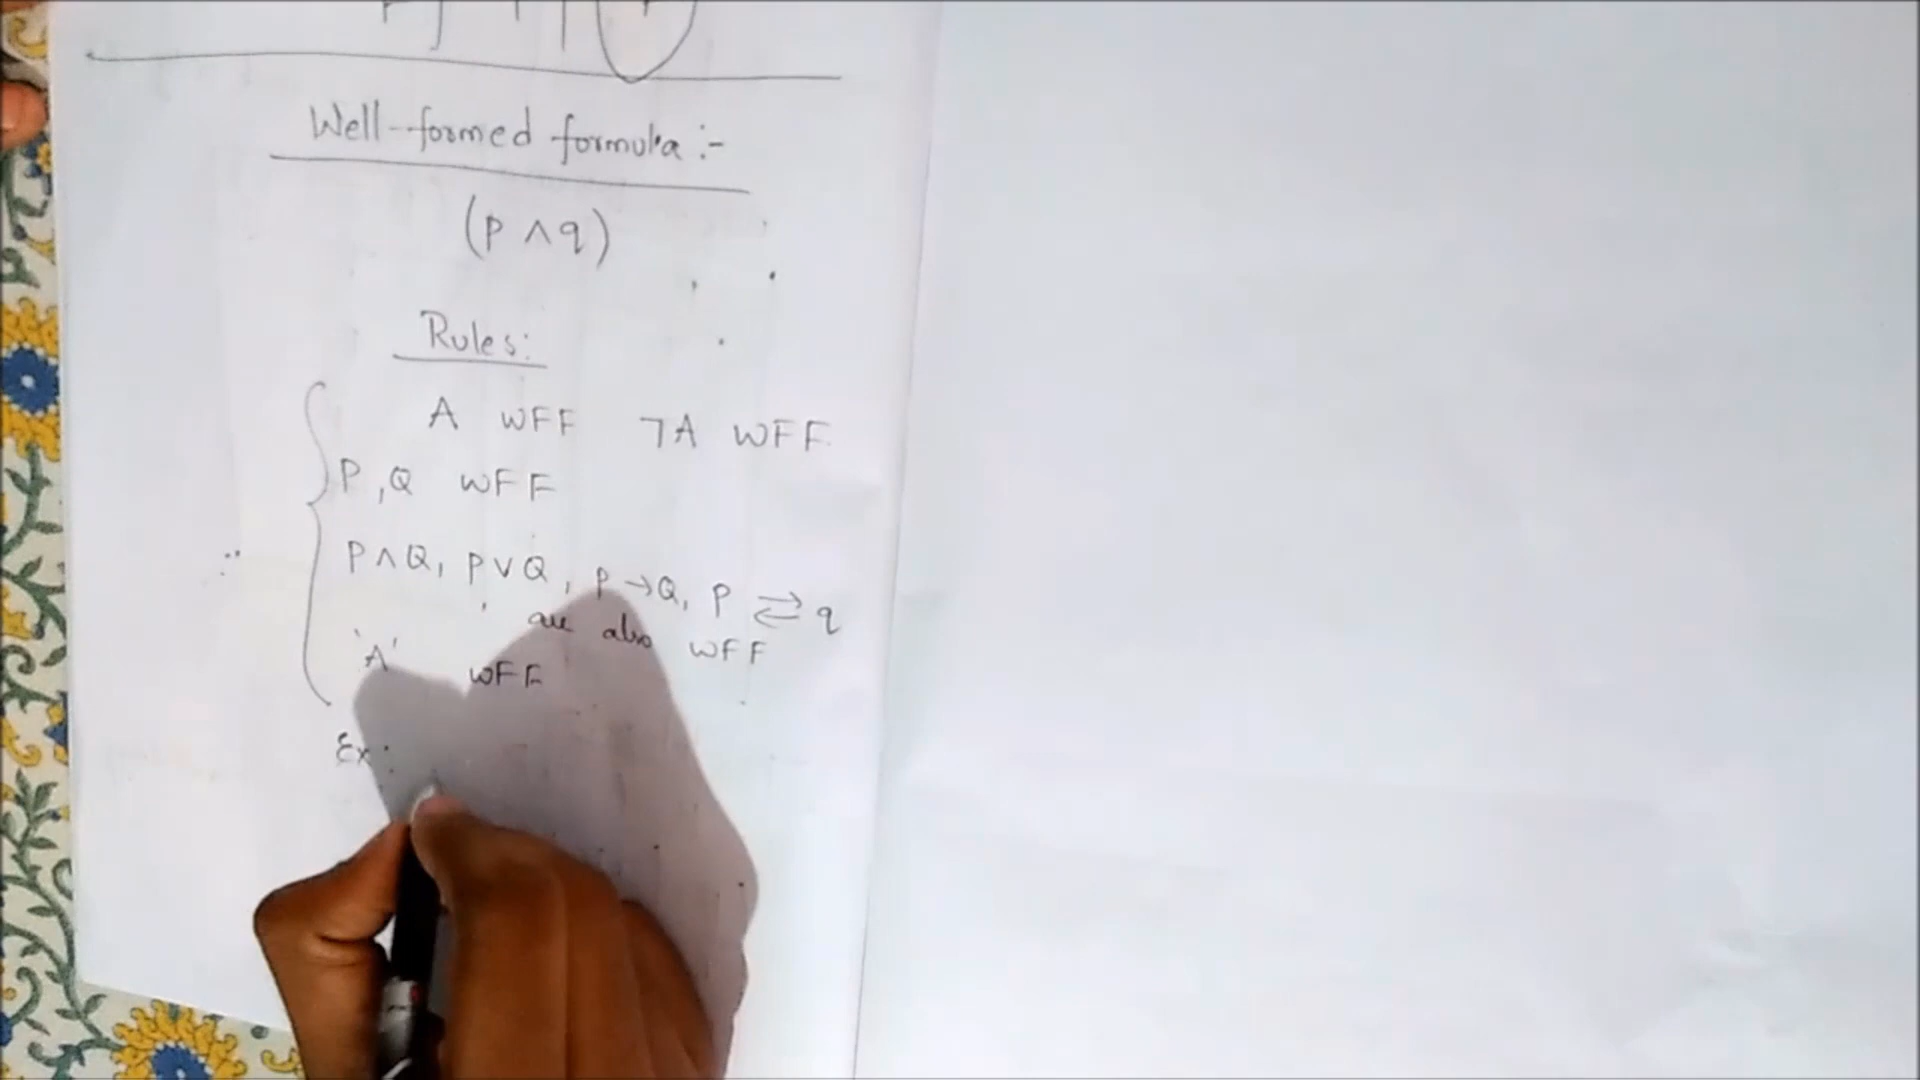 Well-formed formula :-
(P ∧ q)
Rules:
A WFF ¬A WFF
P, Q WFF
P ∧ Q, P ∨ Q, P → Q, P ⇄ q
are also WFF
'A' WFF
Ex: